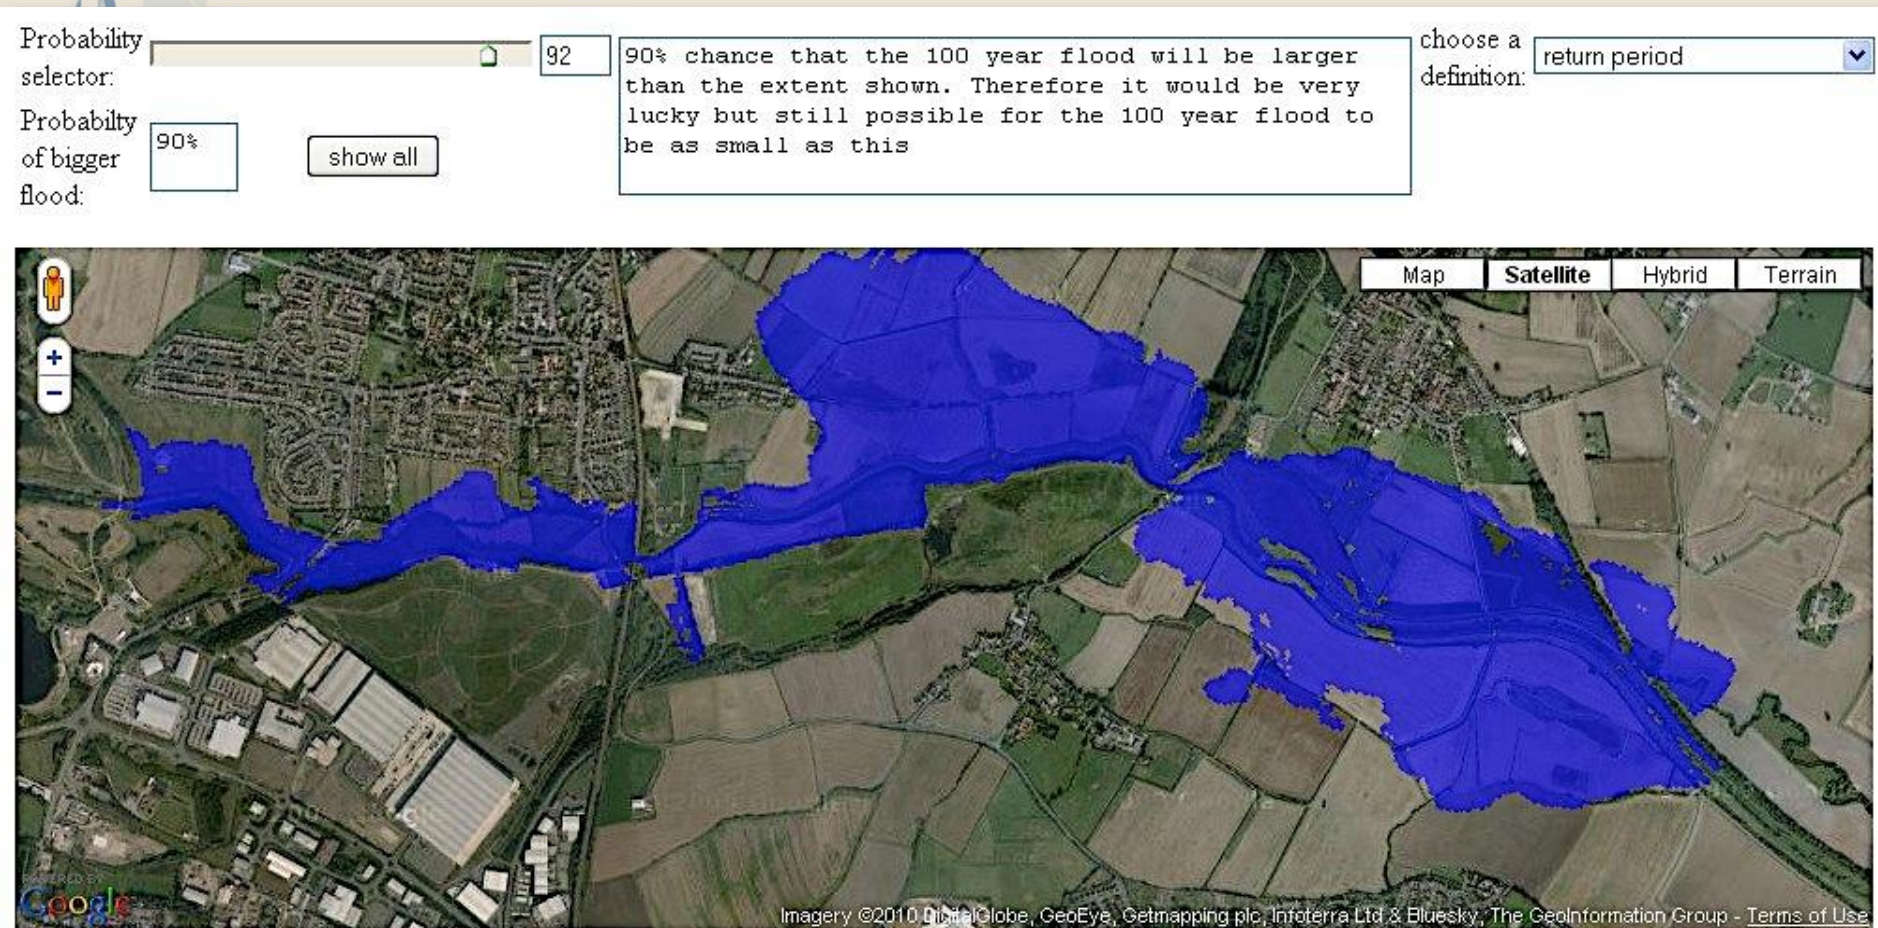 Probability
selector:
92
90% chance that the 100 year flood will be larger
than the extent shown. Therefore it would be very
lucky but still possible for the 100 year flood to
be as small as this
choose a
definition:
return period
Probabilty
of bigger
flood:
90%
show all
Map
Satellite
Hybrid
Terrain
+
−
POWERED BY
Google
Imagery ©2010 DigitalGlobe, GeoEye, Getmapping plc, Infoterra Ltd & Bluesky, The GeoInformation Group - Terms of Use